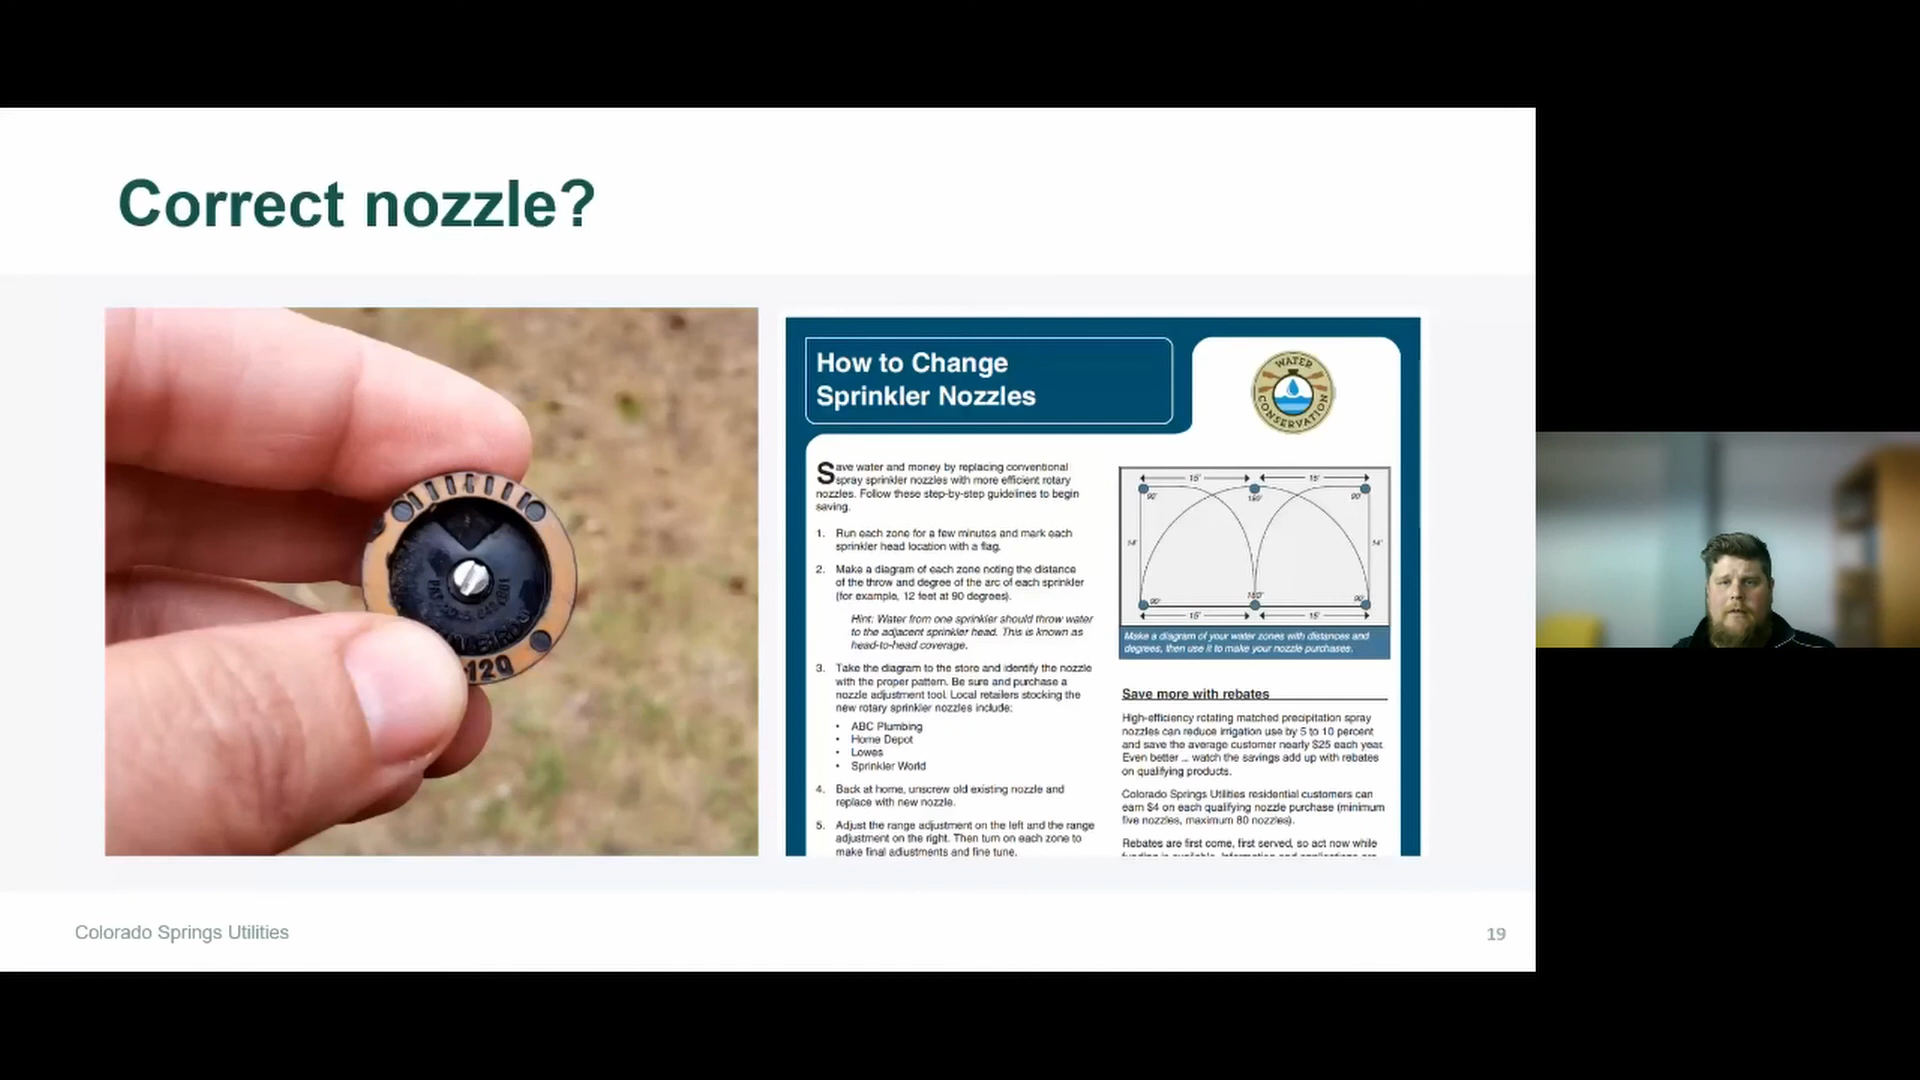 Correct nozzle?
12Q
How to Change
Sprinkler Nozzles
WATER
CONSERVATION
Save water and money by replacing conventional
spray sprinkler nozzles with more efficient rotary
nozzles. Follow these step-by-step guidelines to begin
saving.
1. Run each zone for a few minutes and mark each
sprinkler head location with a flag.
2. Make a diagram of each zone noting the distance
of the throw and degree of the arc of each sprinkler
(for example, 12 feet at 90 degrees).
Hint: Water from one sprinkler should throw water
to the adjacent sprinkler head. This is known as
head-to-head coverage.
3. Take the diagram to the store and identify the nozzle
with the proper pattern. Be sure and purchase a
nozzle adjustment tool. Local retailers stocking the
new rotary sprinkler nozzles include:
• ABC Plumbing
• Home Depot
• Lowes
• Sprinkler World
4. Back at home, unscrew old existing nozzle and
replace with new nozzle.
5. Adjust the range adjustment on the left and the range
adjustment on the right. Then turn on each zone to
make final adjustments and fine tune.
15' 15'
90' 180' 90'
14' 14'
90' 180' 90'
15' 15'
Make a diagram of your water zones with distances and
degrees, then use it to make your nozzle purchases.
Save more with rebates
High-efficiency rotating matched precipitation spray
nozzles can reduce irrigation use by 5 to 10 percent
and save the average customer nearly $25 each year.
Even better ... watch the savings add up with rebates
on qualifying products.
Colorado Springs Utilities residential customers can
earn $4 on each qualifying nozzle purchase (minimum
five nozzles, maximum 80 nozzles).
Rebates are first come, first served, so act now while
Colorado Springs Utilities
19